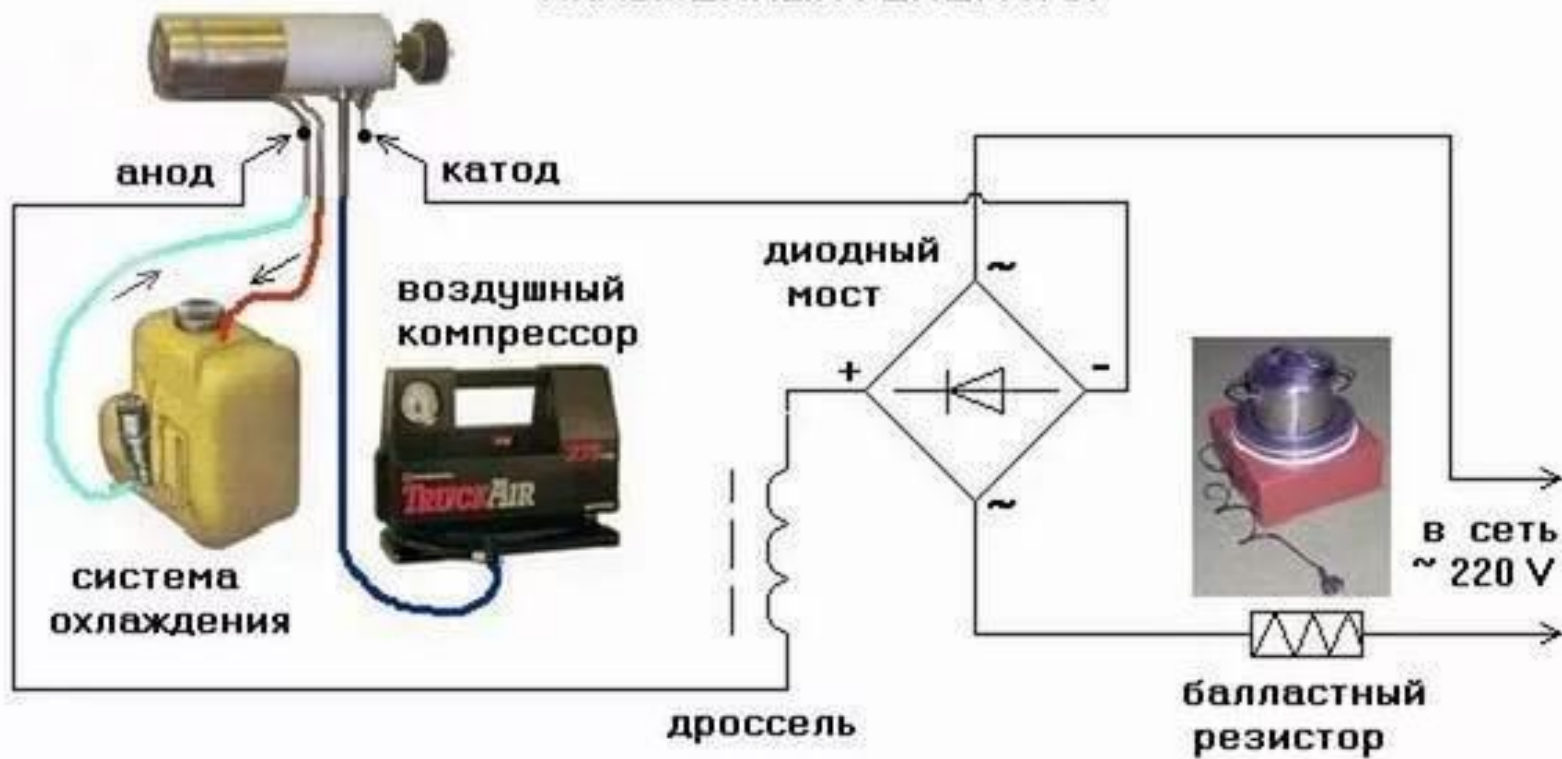 анод
катод
диодный
мост
~
воздушный
компрессор
+
-
TRUCKAIR
~
в сеть
~ 220 V
система
охлаждения
балластный
резистор
дроссель